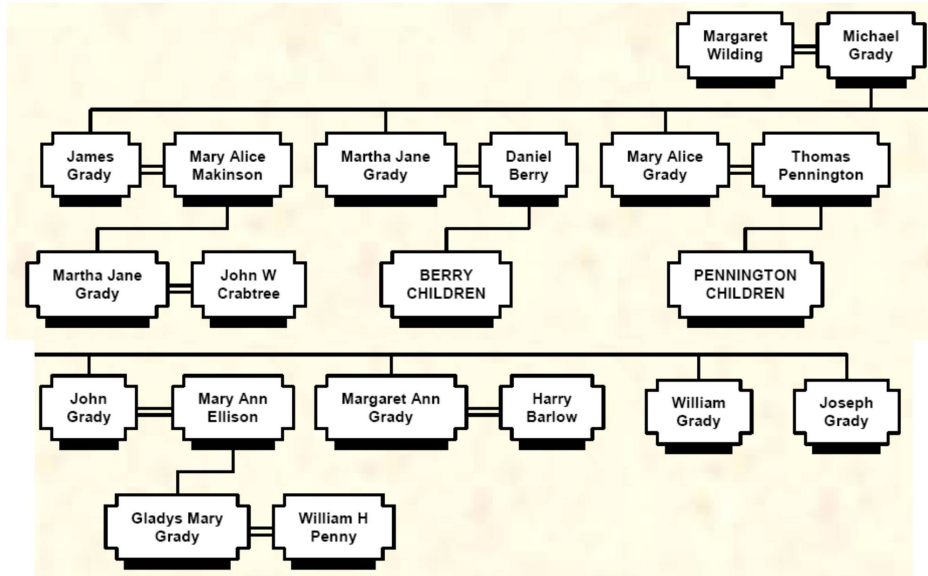 Margaret
Wilding
Michael
Grady
James
Grady
Mary Alice
Makinson
Martha Jane
Grady
Daniel
Berry
Mary Alice
Grady
Thomas
Pennington
Martha Jane
Grady
John W
Crabtree
BERRY
CHILDREN
PENNINGTON
CHILDREN
John
Grady
Mary Ann
Ellison
Margaret Ann
Grady
Harry
Barlow
William
Grady
Joseph
Grady
Gladys Mary
Grady
William H
Penny